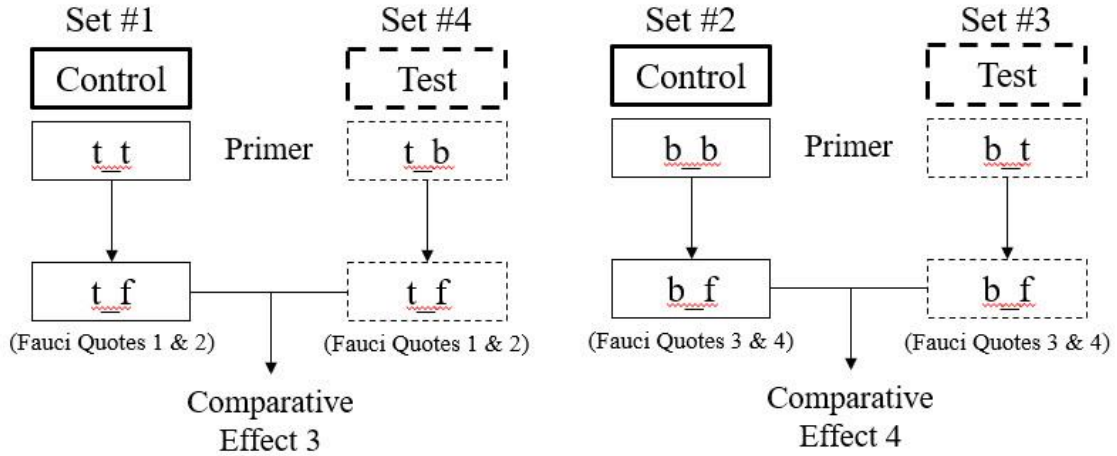 Set #1
Set #4
Set #2
Set #3
Control
Test
Control
Test
t_t
Primer
t_b
b_b
Primer
b_t
t_f
t_f
b_f
b_f
(Fauci Quotes 1 & 2)
(Fauci Quotes 1 & 2)
(Fauci Quotes 3 & 4)
(Fauci Quotes 3 & 4)
Comparative
Effect 3
Comparative
Effect 4